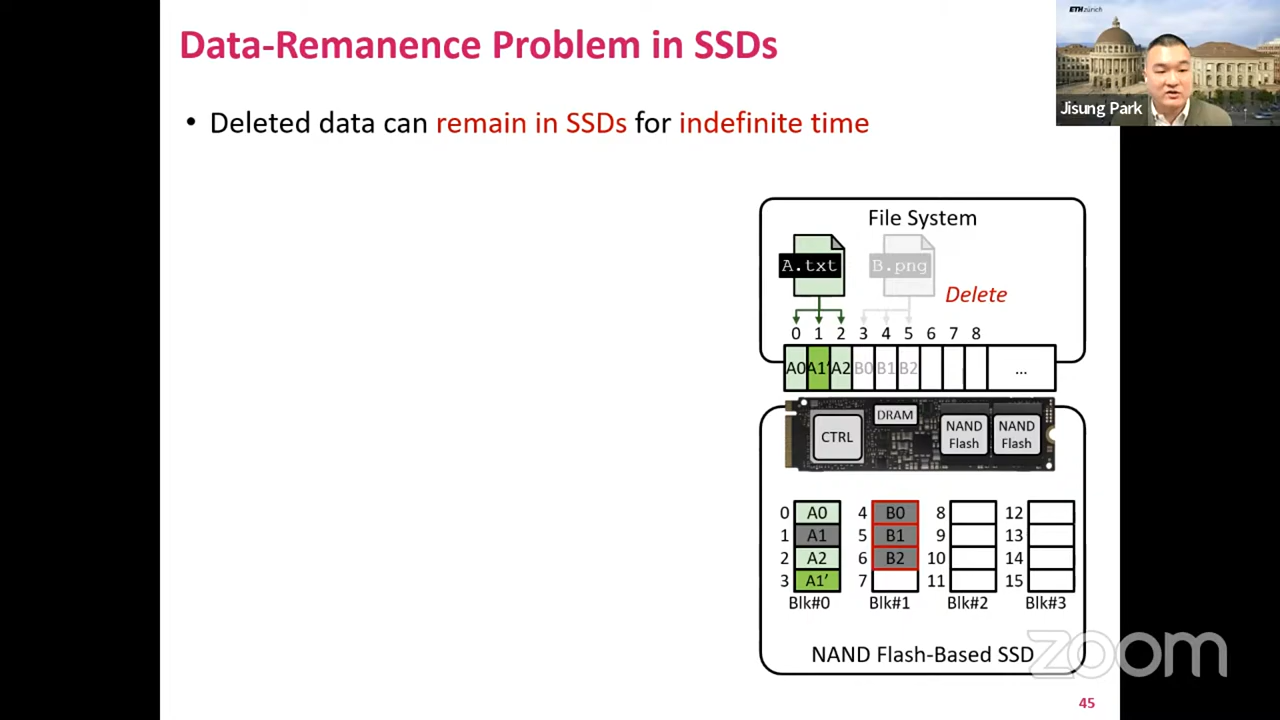 Data-Remanence Problem in SSDs
ETH zürich
Jisung Park
• Deleted data can remain in SSDs for indefinite time
File System
A.txt B.png
Delete
0 1 2 3 4 5 6 7 8
A0 A1' A2 B0 B1 B2 ...
CTRL DRAM NAND Flash NAND Flash
0 A0 4 B0 8 12
1 A1 5 B1 9 13
2 A2 6 B2 10 14
3 A1′ 7 11 15
Blk#0 Blk#1 Blk#2 Blk#3
NAND Flash-Based SSD
zoom
45